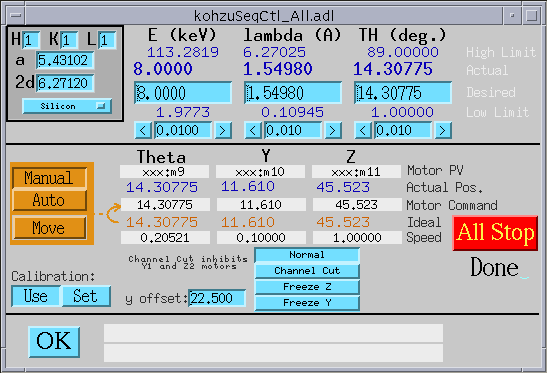 kohzuSeqCtl_All.adl
H 1 K 1 L 1
a 5.43102
2d 6.27120
Silicon
E (keV) lambda (A) TH (deg.)
113.2819 6.27025 89.00000 High Limit
8.0000 1.54980 14.30775 Actual
8.0000 1.54980 14.30775 Desired
1.9773 0.10945 1.00000 Low Limit
< 0.0100 > < 0.010 > < 0.010 >
Theta Y Z
xxx:m9 xxx:m10 xxx:m11 Motor PV
14.30775 11.610 45.523 Actual Pos.
14.30775 11.610 45.523 Motor Command
14.30775 11.610 45.523 Ideal
0.20521 0.10000 1.00000 Speed
Manual
Auto
Move
All Stop
Done
Channel Cut inhibits
Y1 and Z2 motors
Normal
Channel Cut
Freeze Z
Freeze Y
Calibration:
Use Set
y offset: 22.500
OK